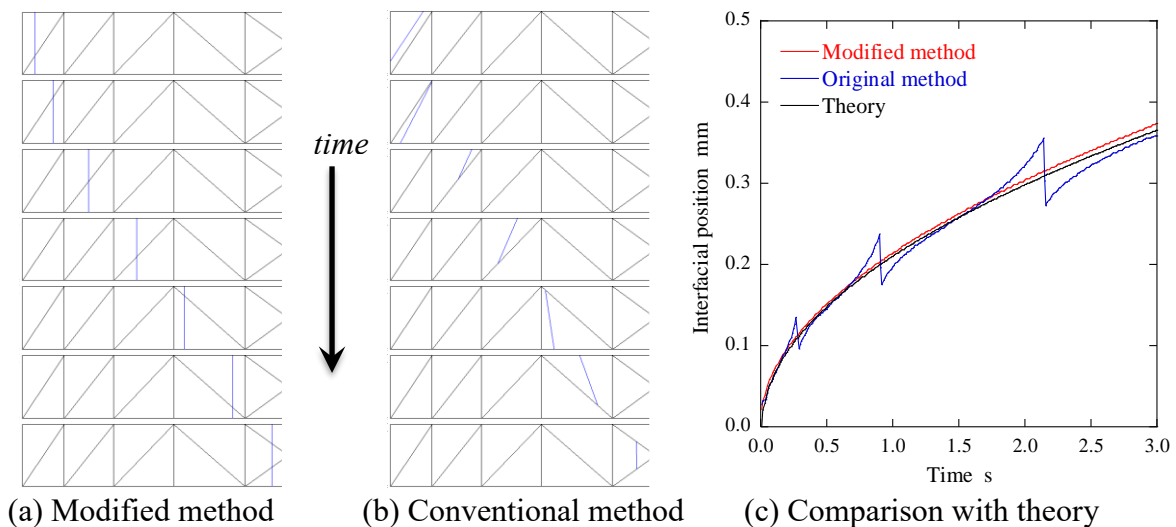 time
0.5
0.4
0.3
0.2
0.1
0.0
Interfacial position mm
Modified method
Original method
Theory
0.0 0.5 1.0 1.5 2.0 2.5 3.0
Time s
(a) Modified method
(b) Conventional method
(c) Comparison with theory